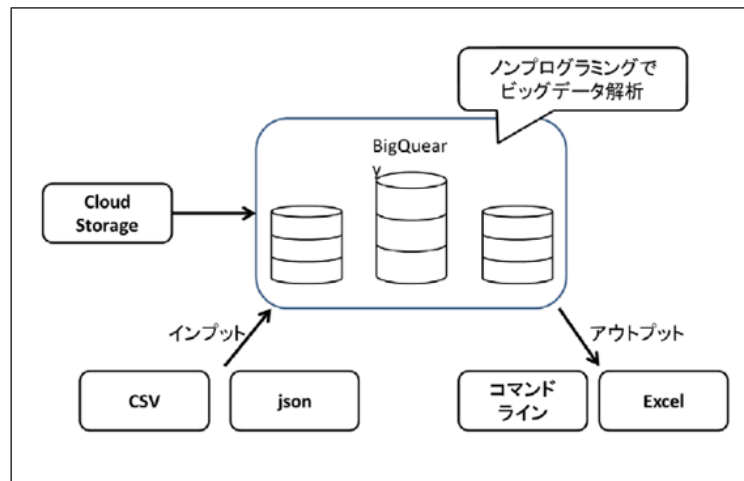 ノンプログラミングで
ビッグデータ解析
BigQuear
y
Cloud
Storage
インプット
アウトプット
CSV
json
コマンド
ライン
Excel